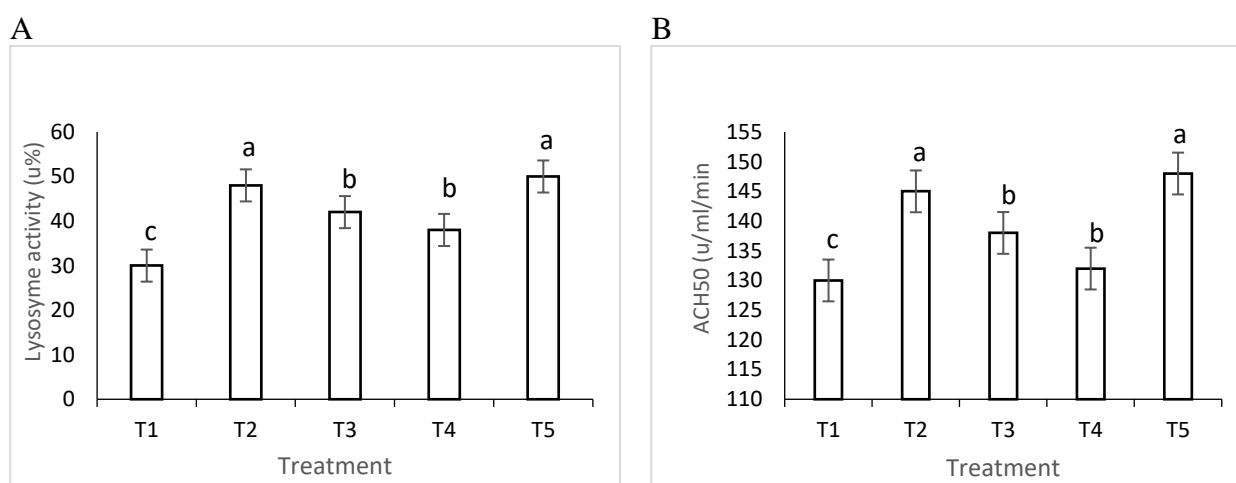 A
Lysosyme activity (u%)
60
50
40
30
20
10
0
c
a
b
b
a
T1 T2 T3 T4 T5
Treatment
B
ACH50 (u/ml/min
155
150
145
140
135
130
125
120
115
110
c
a
b
b
a
T1 T2 T3 T4 T5
Treatment